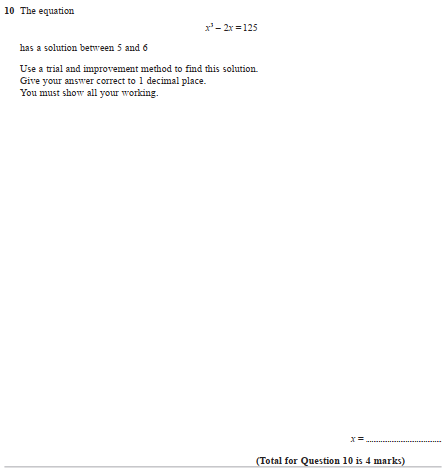 10 The equation
x³ – 2x = 125
has a solution between 5 and 6
Use a trial and improvement method to find this solution.
Give your answer correct to 1 decimal place.
You must show all your working.
x = ........................................
(Total for Question 10 is 4 marks)